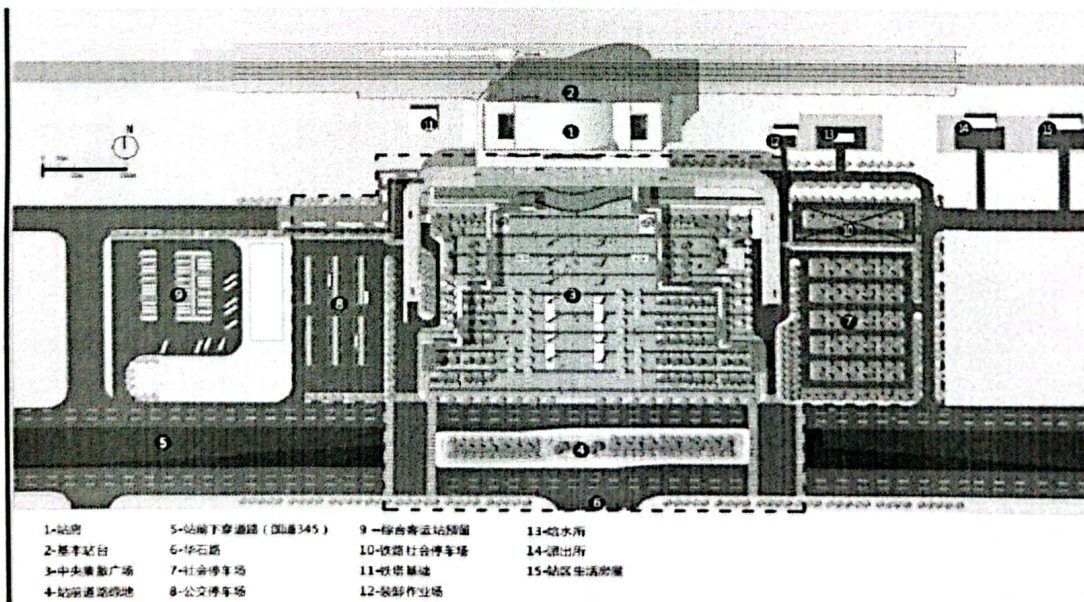 N
1-站房
2-基本站台
3-中央集散广场
4-站前道路绿地
5-站前下穿道路（国道345）
6-华石路
7-社会停车场
8-公交停车场
9-综合客运站预留
10-铁路社会停车场
11-铁塔基础
12-装卸作业场
13-给水所
14-派出所
15-站区生活房屋